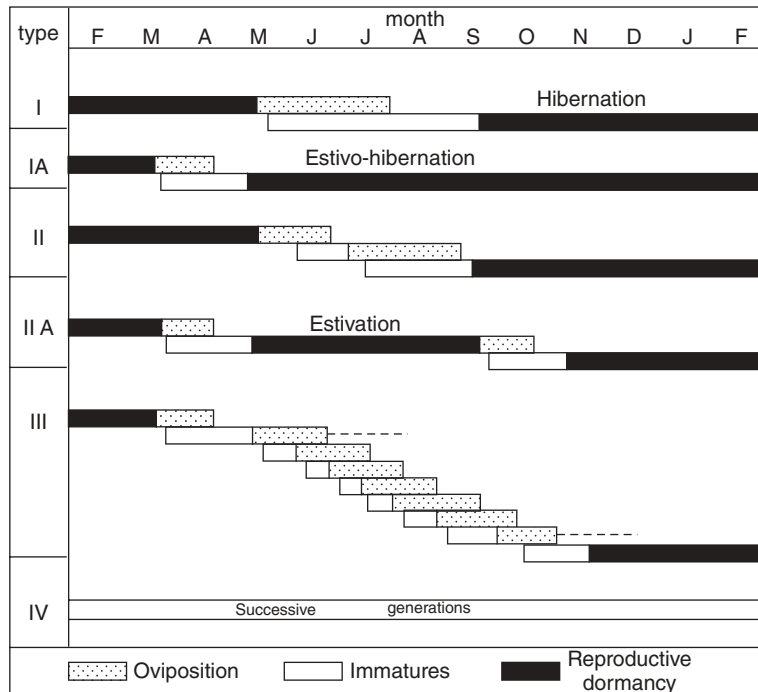 month
type F M A M J J A S O N D J F
I Hibernation
IA Estivo-hibernation
II
II A Estivation
III
IV Successive generations
Oviposition Immatures Reproductive
dormancy